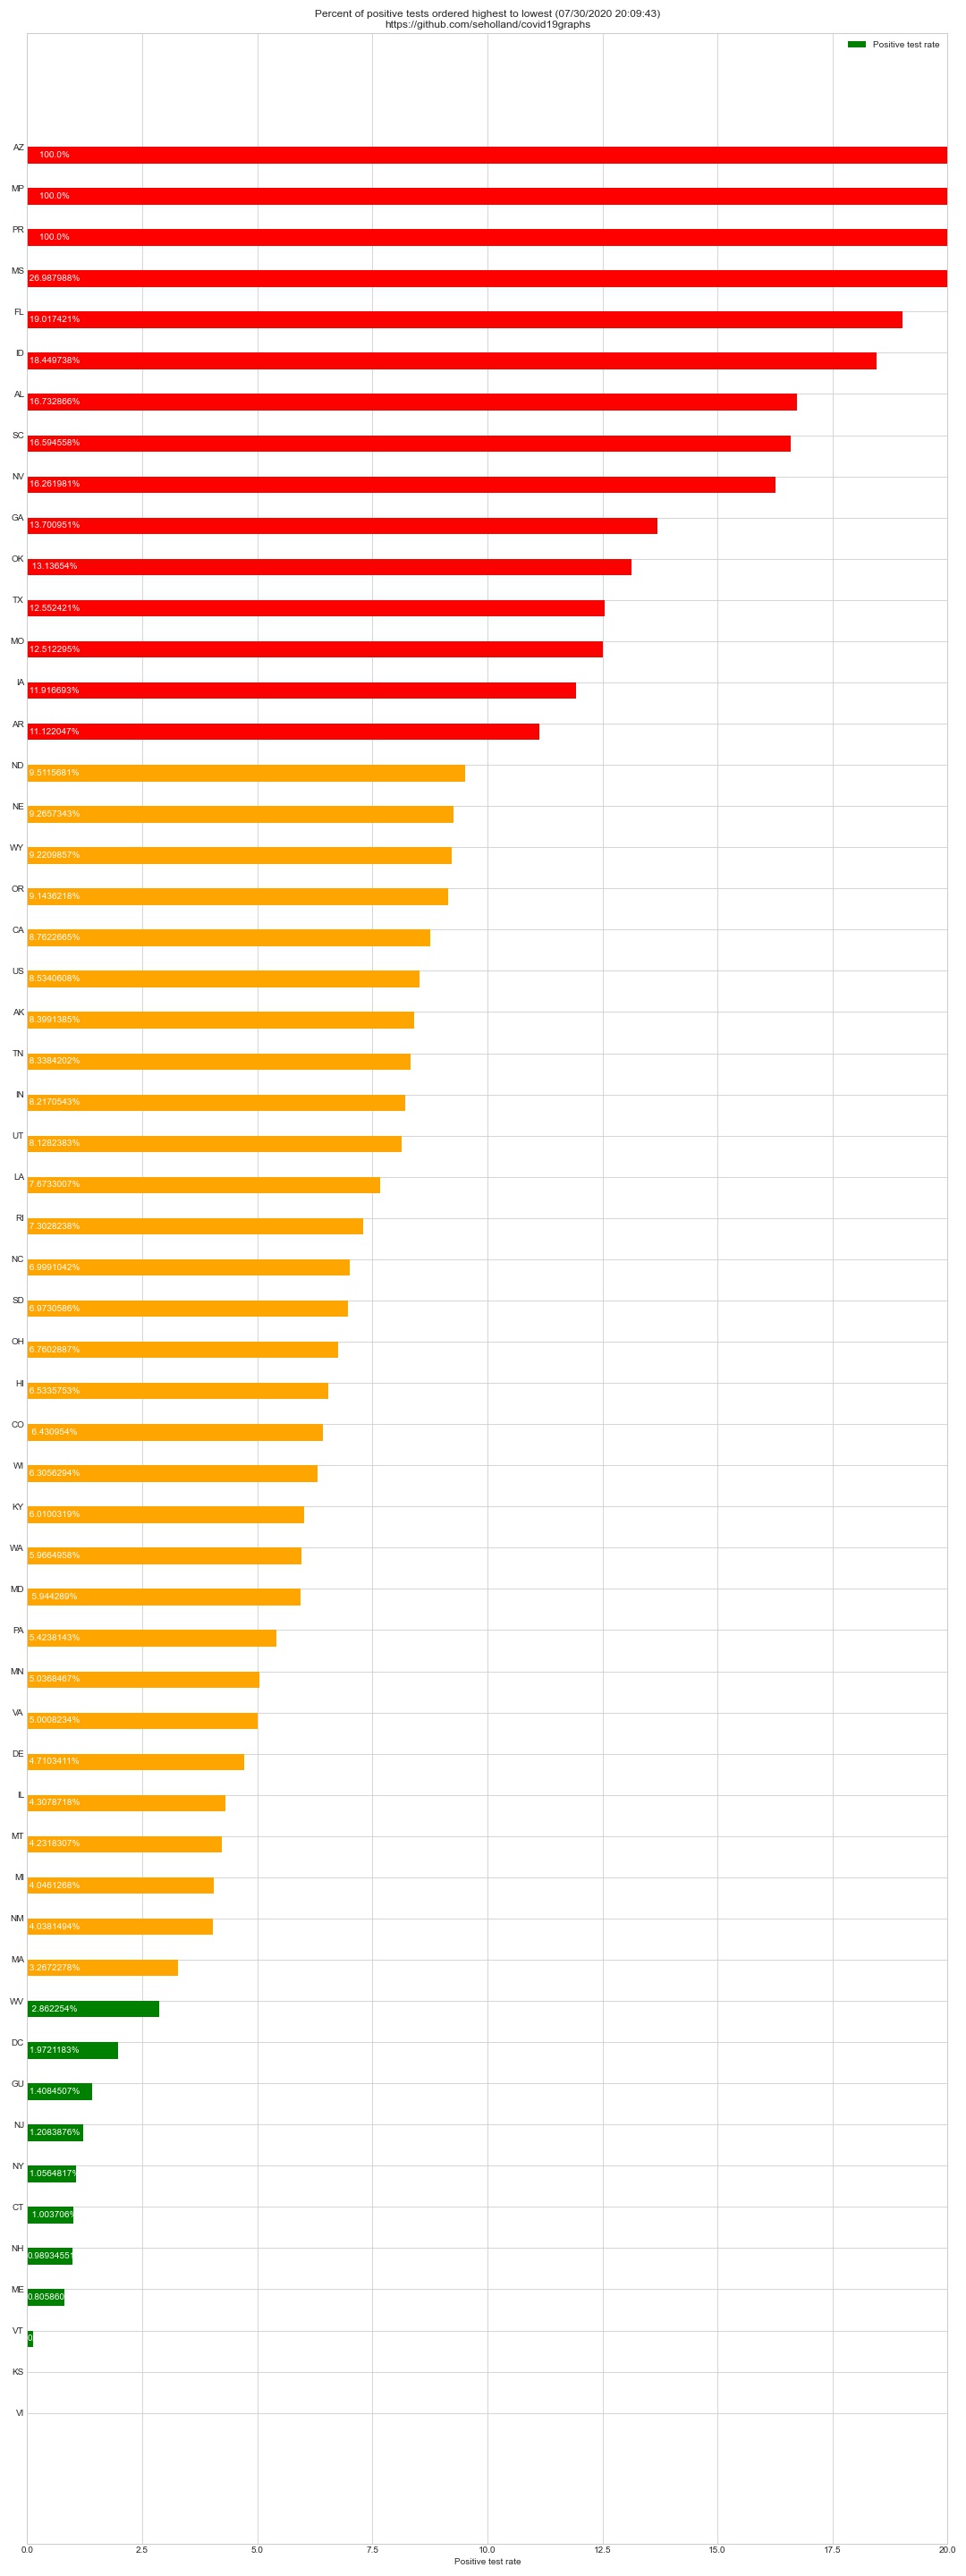 Percent of positive tests ordered highest to lowest (07/30/2020 20:09:43)
https://github.com/seholland/covid19graphs
Positive test rate
AZ 100.0%
MP 100.0%
PR 100.0%
MS 26.987988%
FL 19.017421%
ID 18.449738%
AL 16.732866%
SC 16.594558%
NV 16.261981%
GA 13.700951%
OK 13.13654%
TX 12.552421%
MO 12.512295%
IA 11.916693%
AR 11.122047%
ND 9.5115681%
NE 9.2657343%
WY 9.2209857%
OR 9.1436218%
CA 8.7622665%
US 8.5340608%
AK 8.3991385%
TN 8.3384202%
IN 8.2170543%
UT 8.1282383%
LA 7.6733007%
RI 7.3028238%
NC 6.9991042%
SD 6.9730586%
OH 6.7602887%
HI 6.5335753%
CO 6.430954%
WI 6.3056294%
KY 6.0100319%
WA 5.9664958%
MD 5.944289%
PA 5.4238143%
MN 5.0368467%
VA 5.0008234%
DE 4.7103411%
IL 4.3078718%
MT 4.2318307%
MI 4.0461268%
NM 4.0381494%
MA 3.2672278%
WV 2.862254%
DC 1.9721183%
GU 1.4084507%
NJ 1.2083876%
NY 1.0564817%
CT 1.003706%
NH 0.9893455
ME 0.805860
VT
KS
VI
0.0 2.5 5.0 7.5 10.0 12.5 15.0 17.5 20.0
Positive test rate